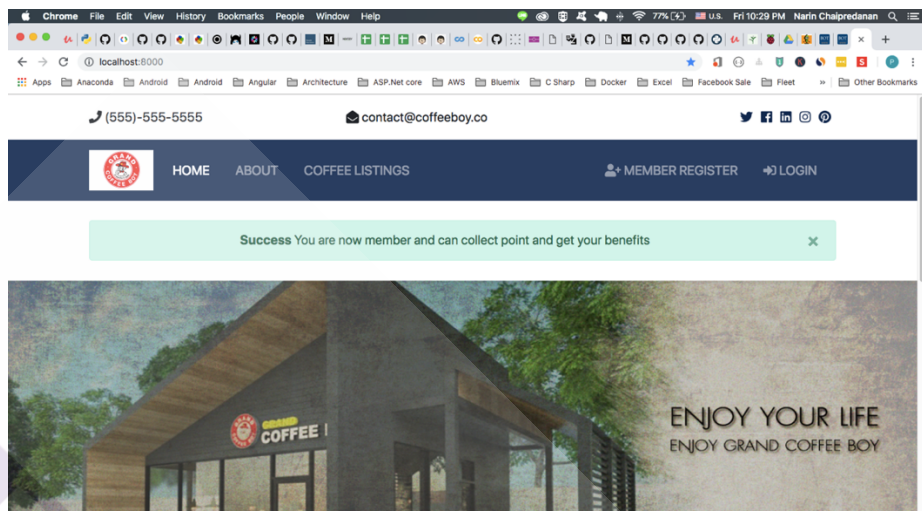 Chrome File Edit View History Bookmarks People Window Help 77% U.S. Fri 10:29 PM Narin Chaipredanan
localhost:8000
Apps Anaconda Android Android Angular Architecture ASP.Net core AWS Bluemix C Sharp Docker Excel Facebook Sale Fleet » Other Bookmarks
(555)-555-5555 contact@coffeeboy.co
GRAND COFFEE BOY HOME ABOUT COFFEE LISTINGS MEMBER REGISTER LOGIN
Success You are now member and can collect point and get your benefits ×
GRAND
COFFEE
ENJOY YOUR LIFE
ENJOY GRAND COFFEE BOY